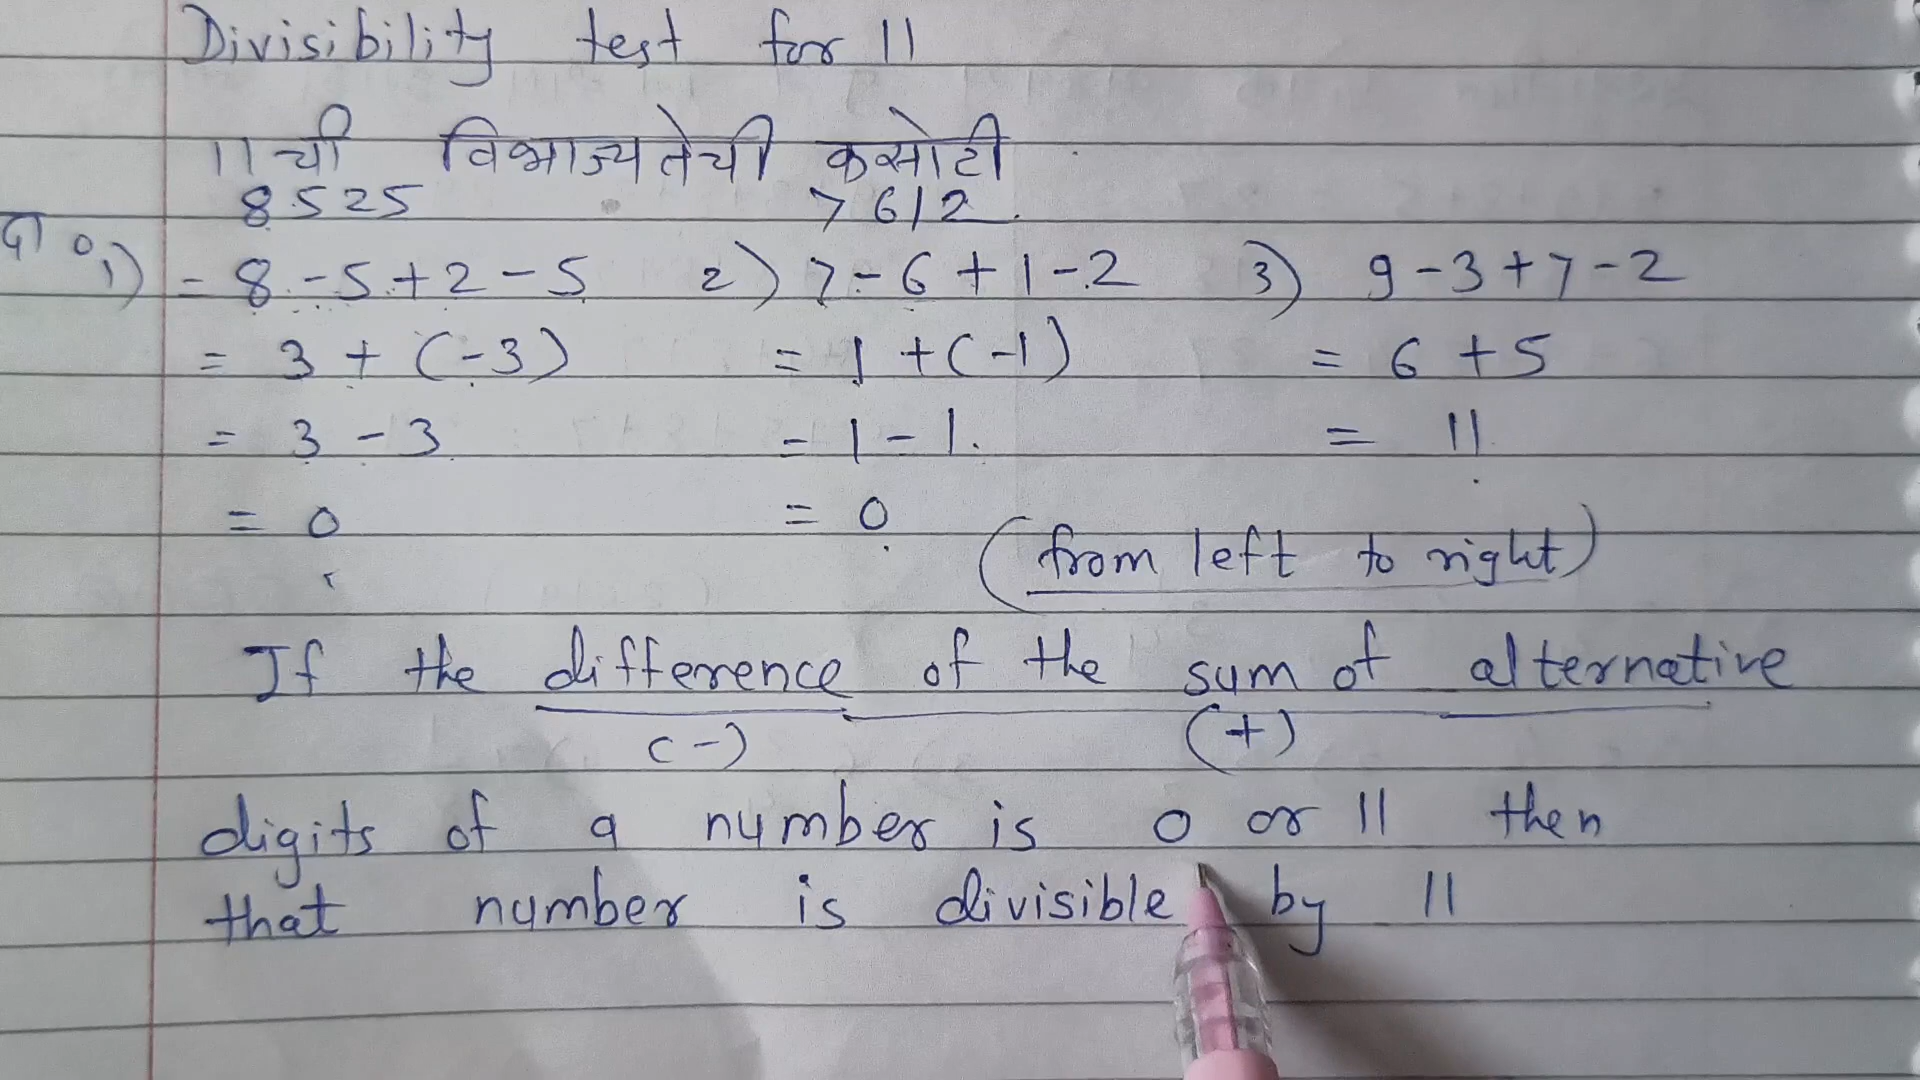 Divisibility test for 11
11ची विभाज्यतेची कसोटी
8525 7612
दा० 1) = 8 - 5 + 2 - 5 2) 7 - 6 + 1 - 2 3) 9 - 3 + 7 - 2
= 3 + (-3) = 1 + (-1) = 6 + 5
= 3 - 3 = 1 - 1. = 11
= 0 = 0
(from left to right)
If the difference of the sum of alternative
(-) (+)
digits of a number is 0 or 11 then
that number is divisible by 11